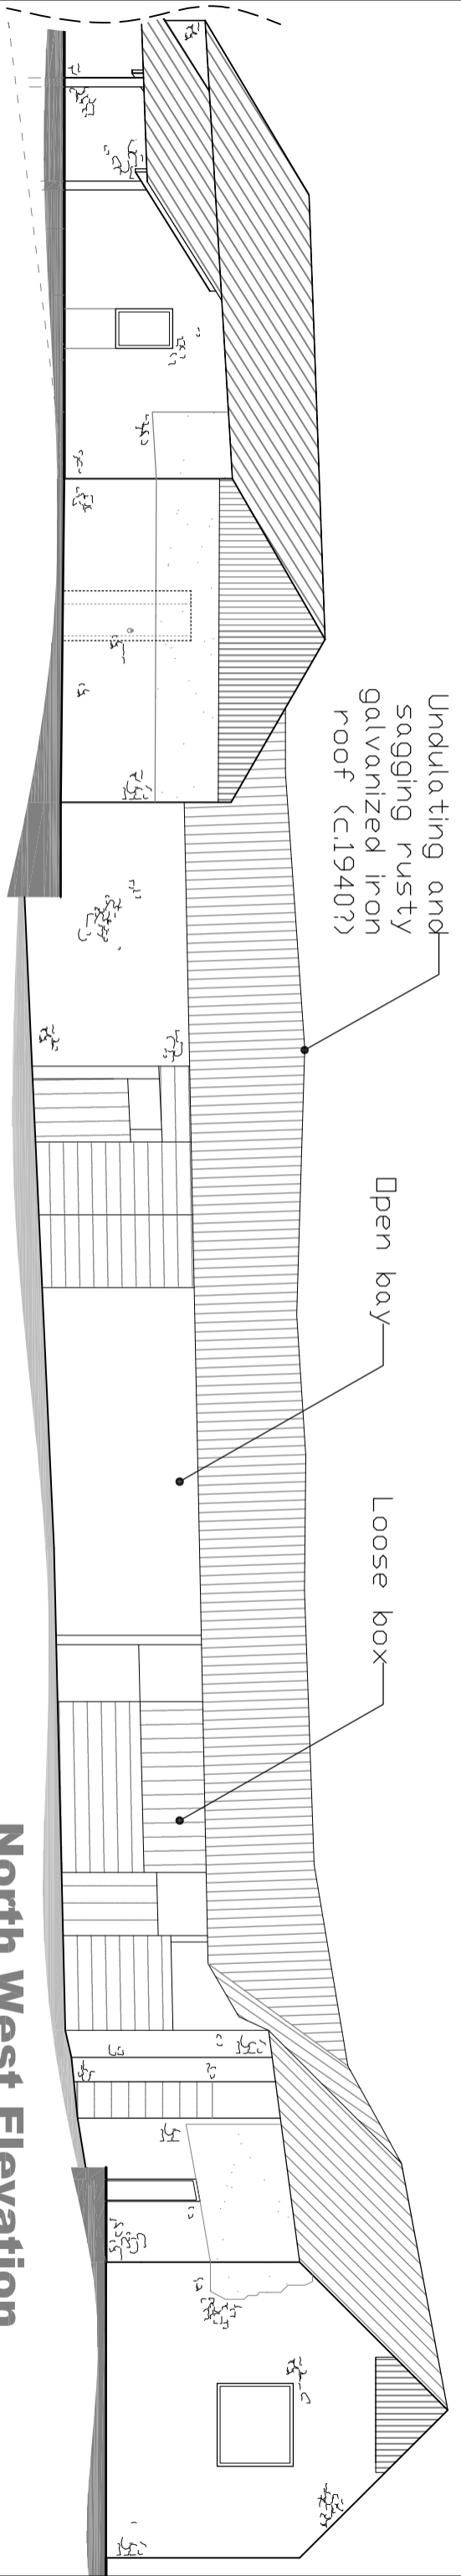 Undulating and
sagging rusty
galvanized iron
roof (c.1940?)
Open bay
Loose box
North West Elevation